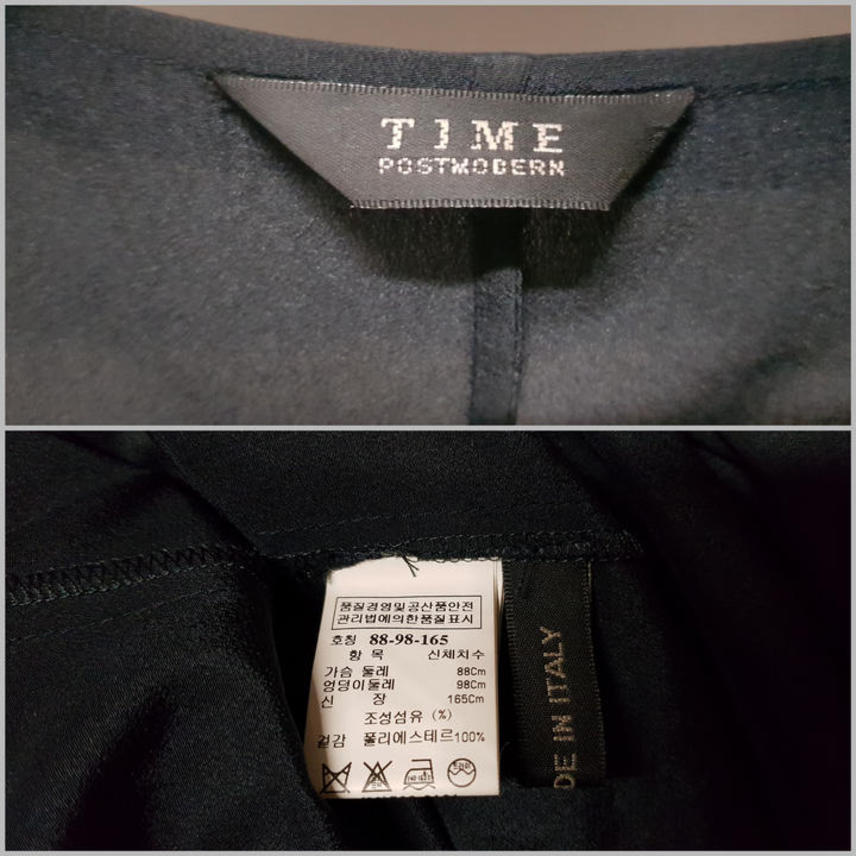 TIME
POSTMODERN
품질경영및공산품안전
관리법에의한품질표시
호칭 88-98-165
항 목 신체치수
가슴 둘레 88Cm
엉덩이둘레 98Cm
신 장 165Cm
조성섬유 (%)
겉감 폴리에스테르100%
DE IN ITALY